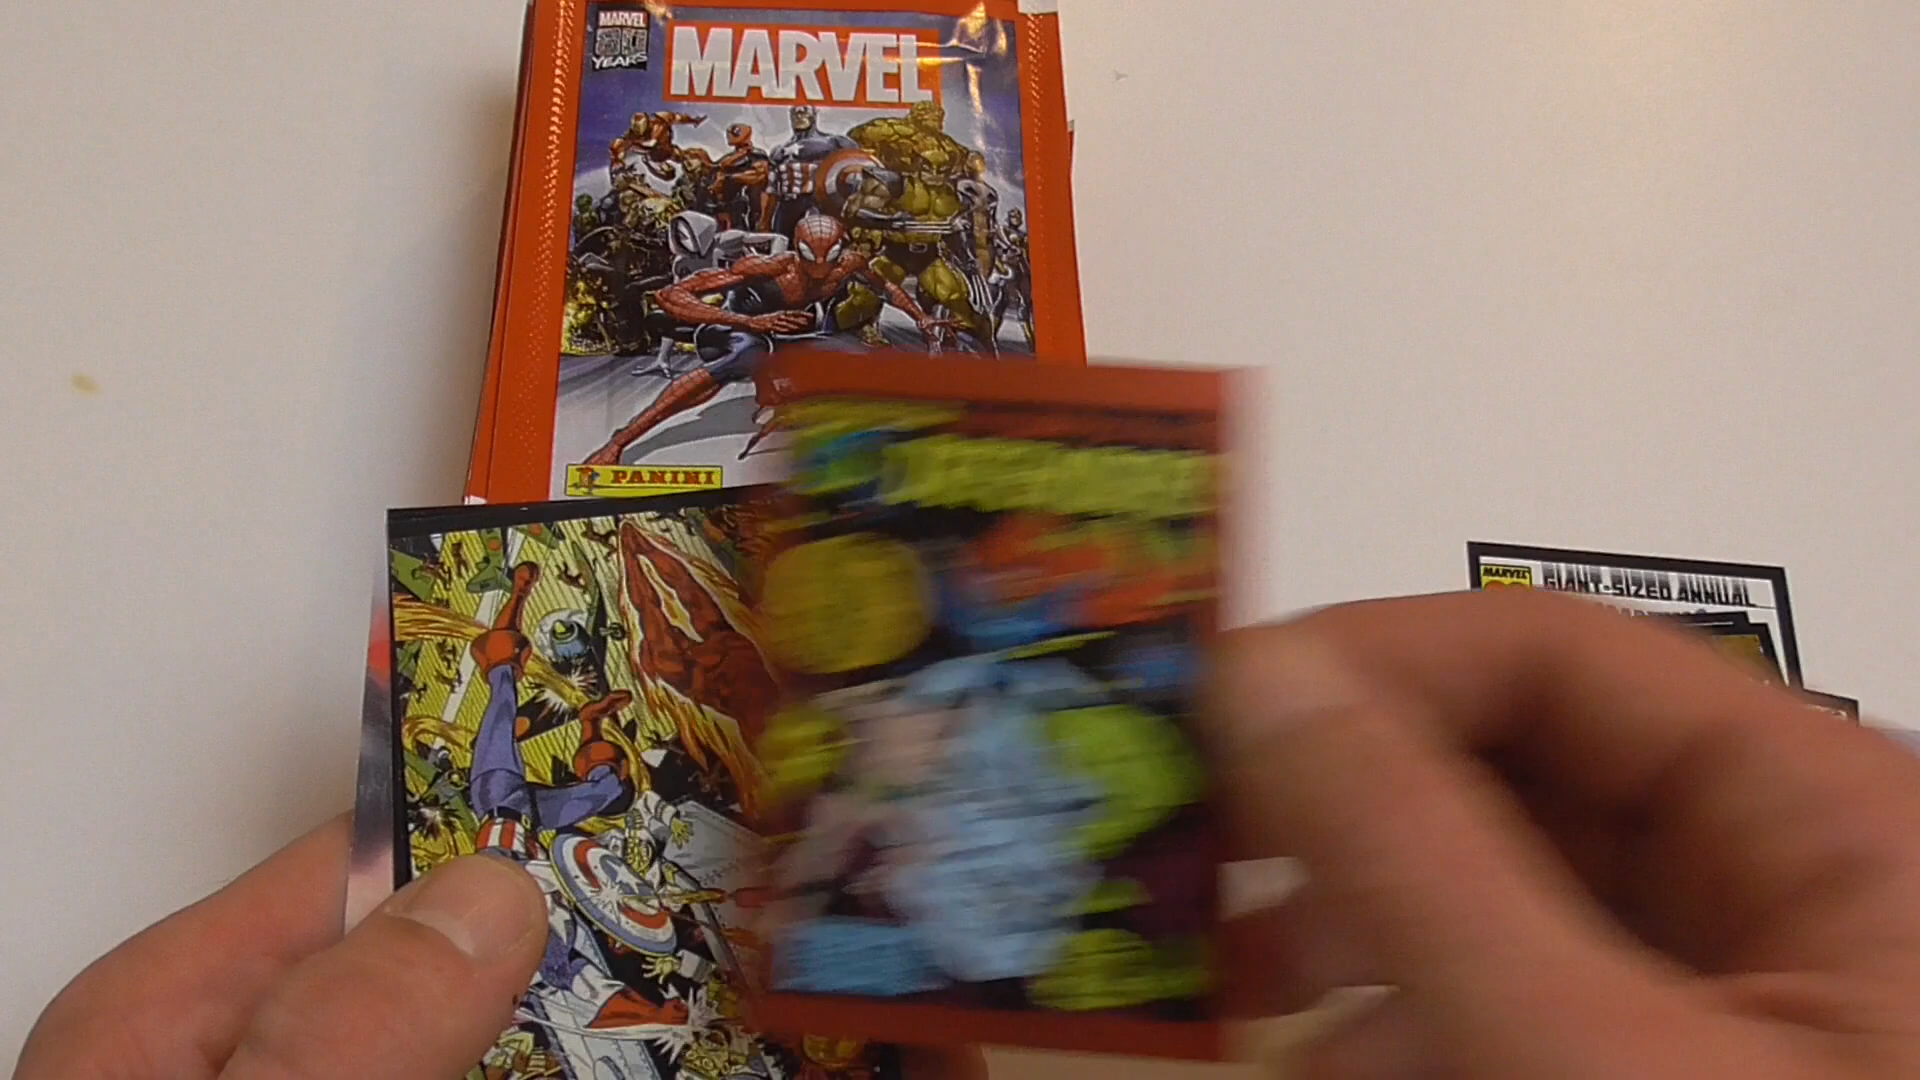 MARVEL
80
YEARS
MARVEL
PANINI
MARVEL
GIANT-SIZED ANNUAL